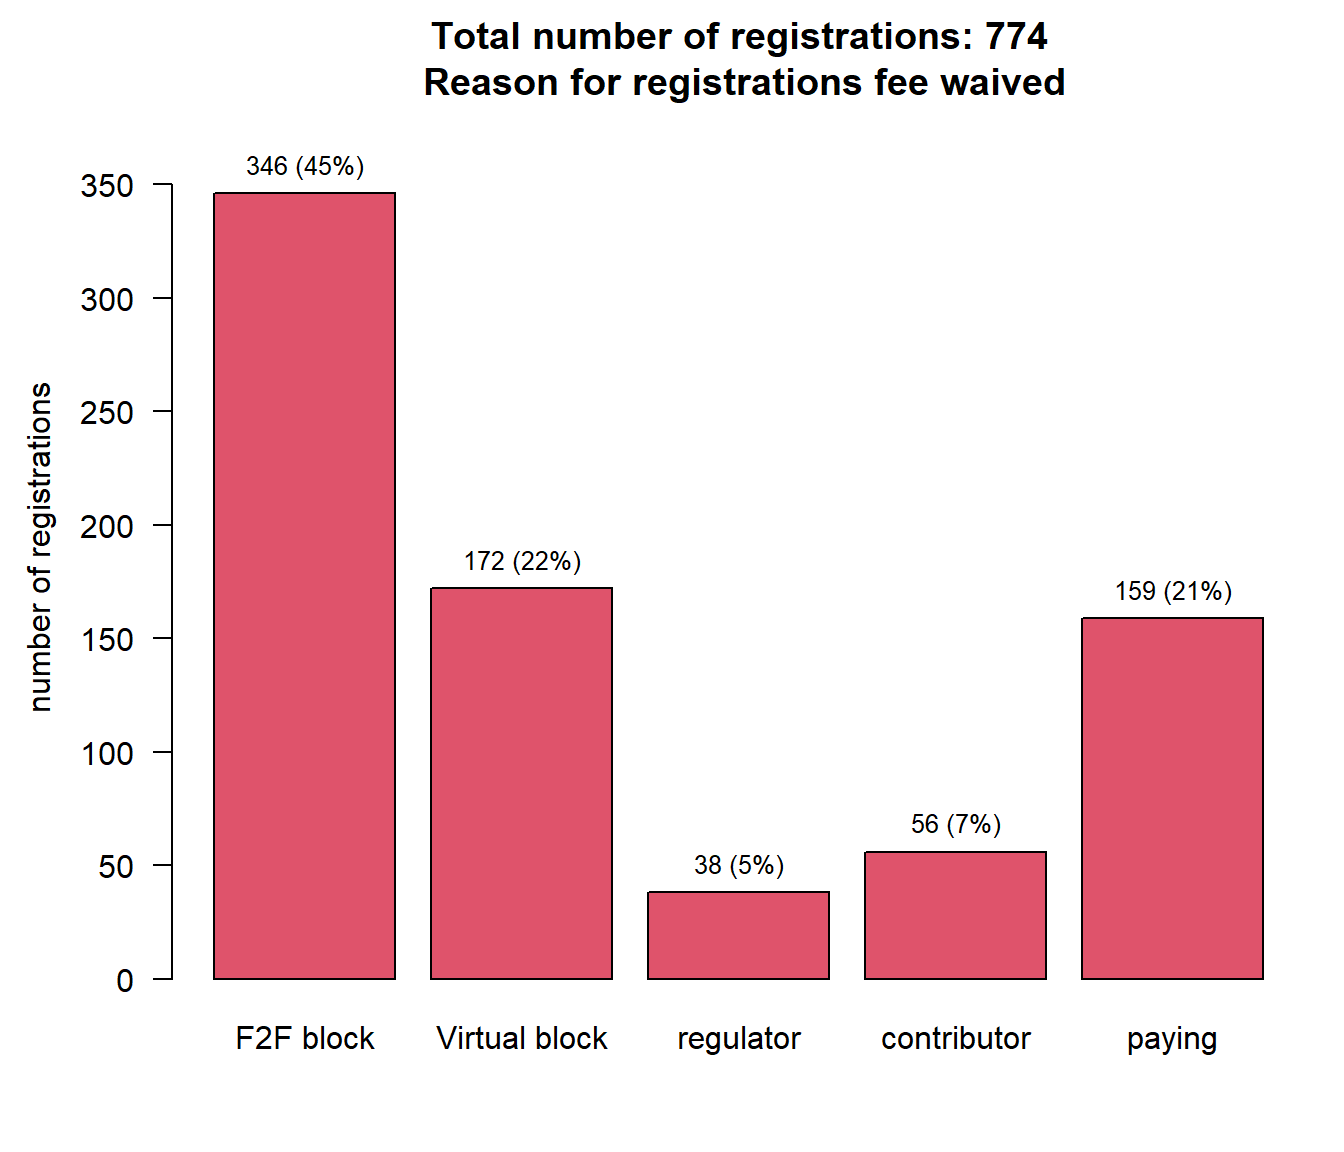 Total number of registrations: 774
Reason for registrations fee waived
346 (45%)
172 (22%)
38 (5%)
56 (7%)
159 (21%)
number of registrations
350
300
250
200
150
100
50
0
F2F block
Virtual block
regulator
contributor
paying